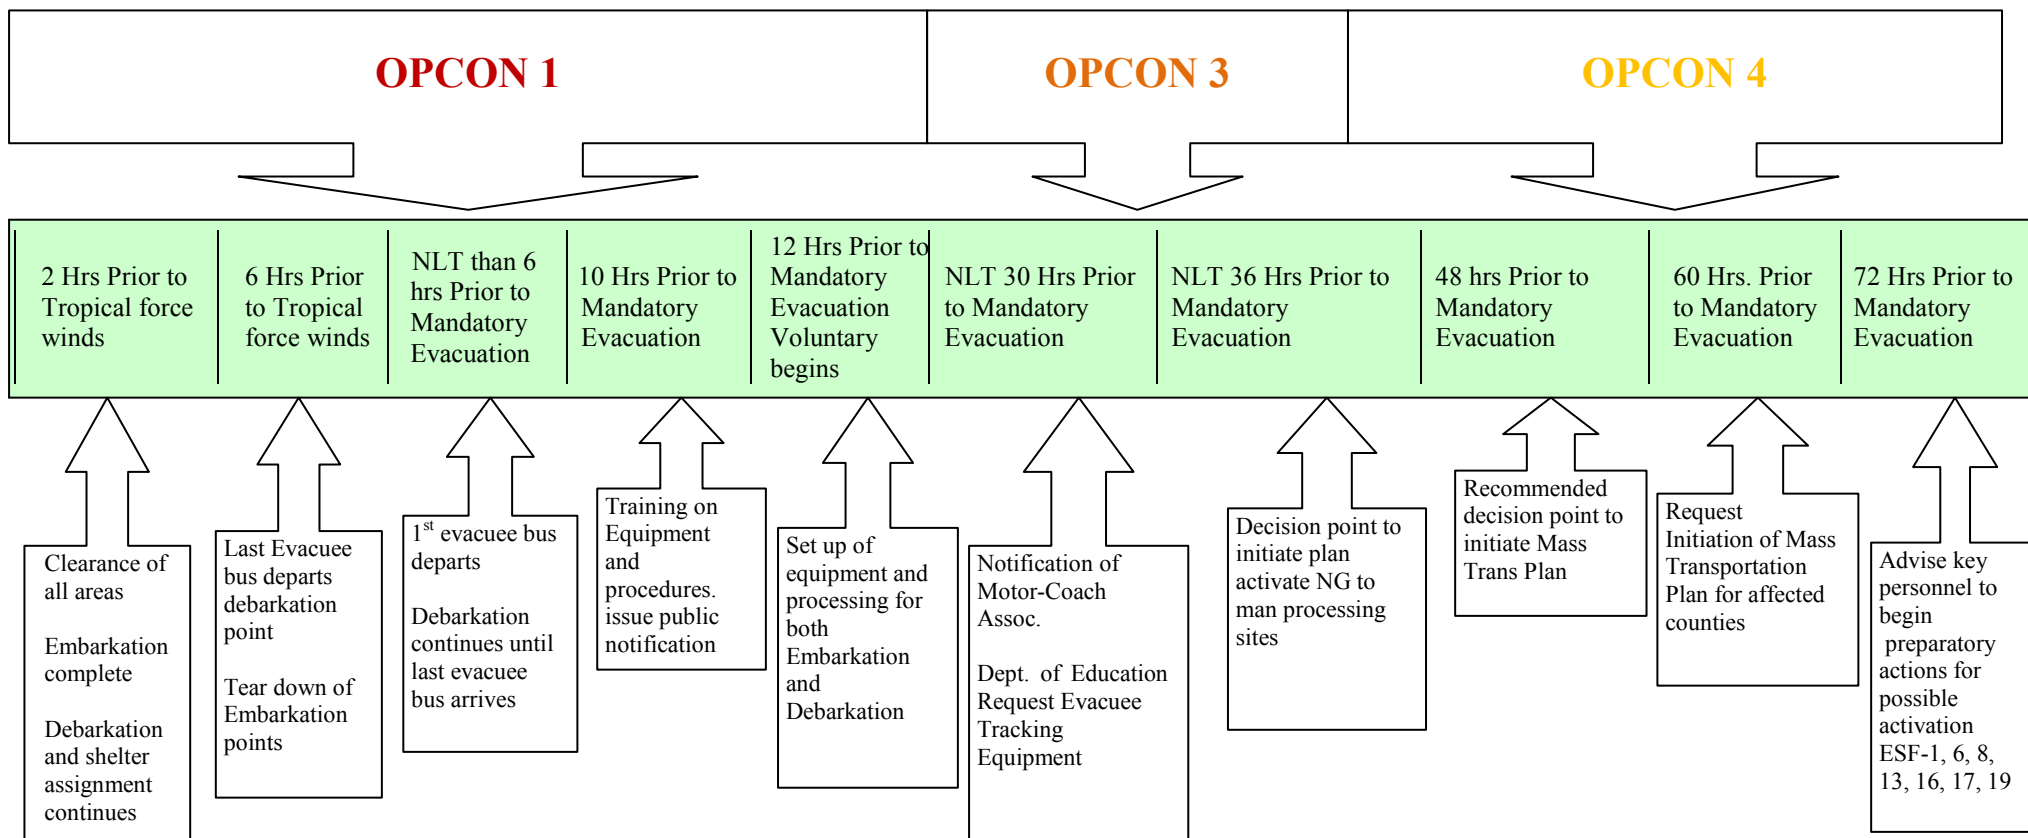 OPCON 1
OPCON 3
OPCON 4
2 Hrs Prior to
Tropical force
winds
6 Hrs Prior
to Tropical
force winds
NLT than 6
hrs Prior to
Mandatory
Evacuation
10 Hrs Prior to
Mandatory
Evacuation
12 Hrs Prior to
Mandatory
Evacuation
Voluntary
begins
NLT 30 Hrs Prior
to Mandatory
Evacuation
NLT 36 Hrs Prior to
Mandatory
Evacuation
48 hrs Prior to
Mandatory
Evacuation
60 Hrs. Prior
to Mandatory
Evacuation
72 Hrs Prior to
Mandatory
Evacuation
Clearance of
all areas
Embarkation
complete
Debarkation
and shelter
assignment
continues
Last Evacuee
bus departs
debarkation
point
Tear down of
Embarkation
points
1st evacuee bus
departs
Debarkation
continues until
last evacuee
bus arrives
Training on
Equipment
and
procedures.
issue public
notification
Set up of
equipment and
processing for
both
Embarkation
and
Debarkation
Notification of
Motor-Coach
Assoc.
Dept. of Education
Request Evacuee
Tracking
Equipment
Decision point to
initiate plan
activate NG to
man processing
sites
Recommended
decision point to
initiate Mass
Trans Plan
Request
Initiation of Mass
Transportation
Plan for affected
counties
Advise key
personnel to
begin
preparatory
actions for
possible
activation
ESF-1, 6, 8,
13, 16, 17, 19